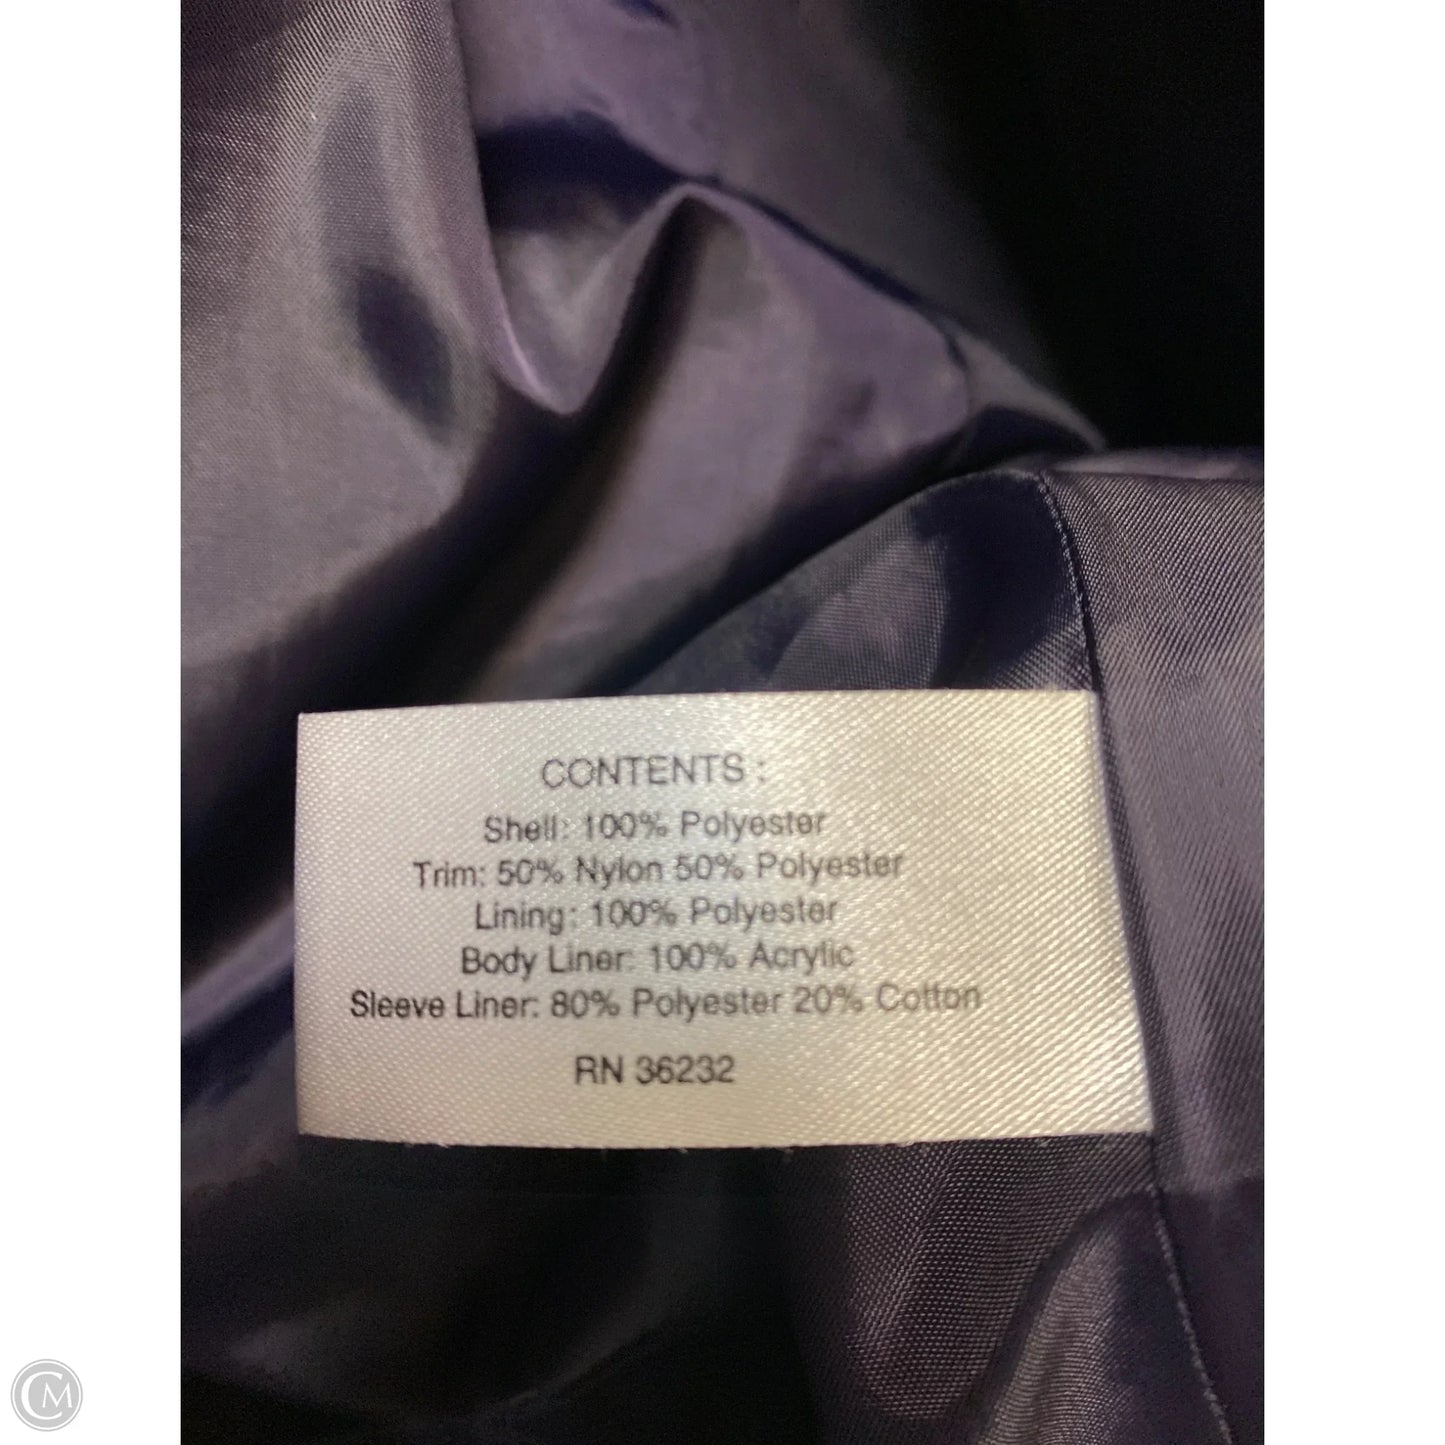 CONTENTS :
Shell: 100% Polyester
Trim: 50% Nylon 50% Polyester
Lining: 100% Polyester
Body Liner: 100% Acrylic
Sleeve Liner: 80% Polyester 20% Cotton
RN 36232
CM